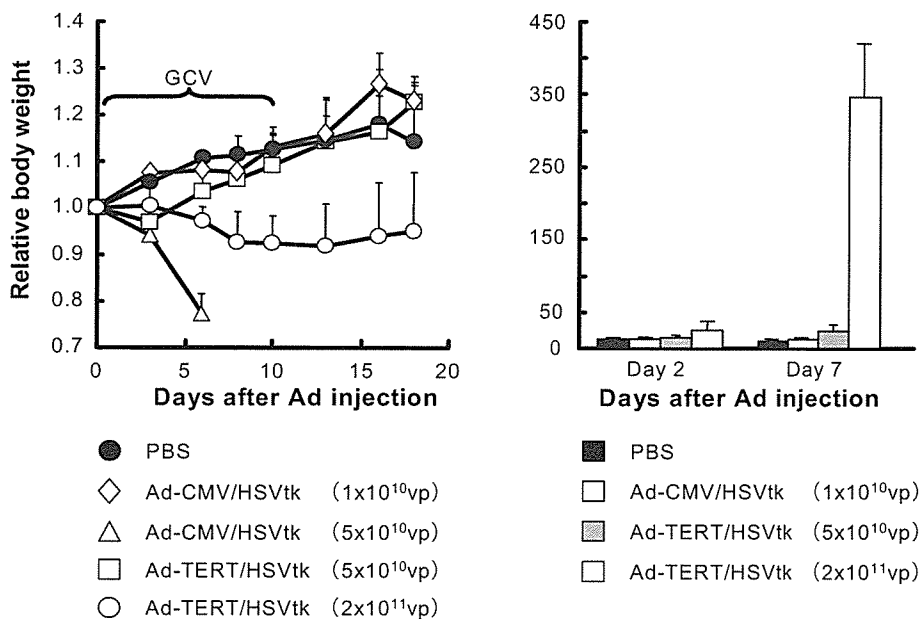 Relative body weight
1.4
1.3
1.2
1.1
1.0
0.9
0.8
0.7
GCV
0 5 10 15 20
Days after Ad injection
PBS
Ad-CMV/HSVtk (1x10¹⁰vp)
Ad-CMV/HSVtk (5x10¹⁰vp)
Ad-TERT/HSVtk (5x10¹⁰vp)
Ad-TERT/HSVtk (2x10¹¹vp)
450
350
250
150
50
0
Day 2 Day 7
Days after Ad injection
PBS
Ad-CMV/HSVtk (1x10¹⁰vp)
Ad-TERT/HSVtk (5x10¹⁰vp)
Ad-TERT/HSVtk (2x10¹¹vp)